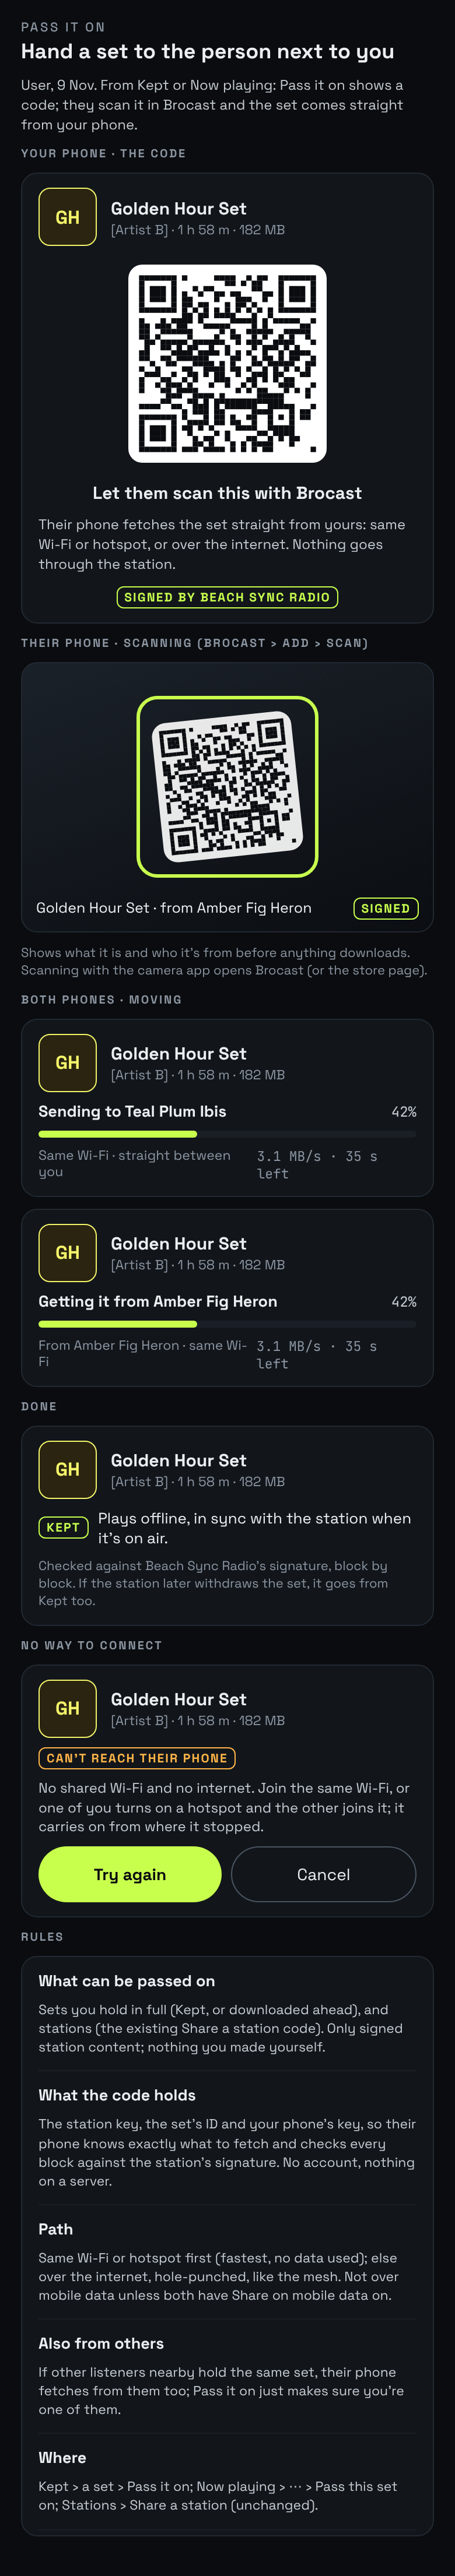 PASS IT ON
Hand a set to the person next to you
User, 9 Nov. From Kept or Now playing: Pass it on shows a
code; they scan it in Brocast and the set comes straight
from your phone.
YOUR PHONE · THE CODE
GH
Golden Hour Set
[Artist B] · 1 h 58 m · 182 MB
Let them scan this with Brocast
Their phone fetches the set straight from yours: same
Wi-Fi or hotspot, or over the internet. Nothing goes
through the station.
SIGNED BY BEACH SYNC RADIO
THEIR PHONE · SCANNING (BROCAST > ADD > SCAN)
Golden Hour Set · from Amber Fig Heron
SIGNED
Shows what it is and who it's from before anything downloads.
Scanning with the camera app opens Brocast (or the store page).
BOTH PHONES · MOVING
GH
Golden Hour Set
[Artist B] · 1 h 58 m · 182 MB
Sending to Teal Plum Ibis
42%
Same Wi-Fi · straight between
you
3.1 MB/s · 35 s
left
GH
Golden Hour Set
[Artist B] · 1 h 58 m · 182 MB
Getting it from Amber Fig Heron
42%
From Amber Fig Heron · same Wi-
Fi
3.1 MB/s · 35 s
left
DONE
GH
Golden Hour Set
[Artist B] · 1 h 58 m · 182 MB
KEPT
Plays offline, in sync with the station when
it's on air.
Checked against Beach Sync Radio's signature, block by
block. If the station later withdraws the set, it goes from
Kept too.
NO WAY TO CONNECT
GH
Golden Hour Set
[Artist B] · 1 h 58 m · 182 MB
CAN'T REACH THEIR PHONE
No shared Wi-Fi and no internet. Join the same Wi-Fi, or
one of you turns on a hotspot and the other joins it; it
carries on from where it stopped.
Try again
Cancel
RULES
What can be passed on
Sets you hold in full (Kept, or downloaded ahead), and
stations (the existing Share a station code). Only signed
station content; nothing you made yourself.
What the code holds
The station key, the set's ID and your phone's key, so their
phone knows exactly what to fetch and checks every
block against the station's signature. No account, nothing
on a server.
Path
Same Wi-Fi or hotspot first (fastest, no data used); else
over the internet, hole-punched, like the mesh. Not over
mobile data unless both have Share on mobile data on.
Also from others
If other listeners nearby hold the same set, their phone
fetches from them too; Pass it on just makes sure you're
one of them.
Where
Kept > a set > Pass it on; Now playing > ··· > Pass this set
on; Stations > Share a station (unchanged).